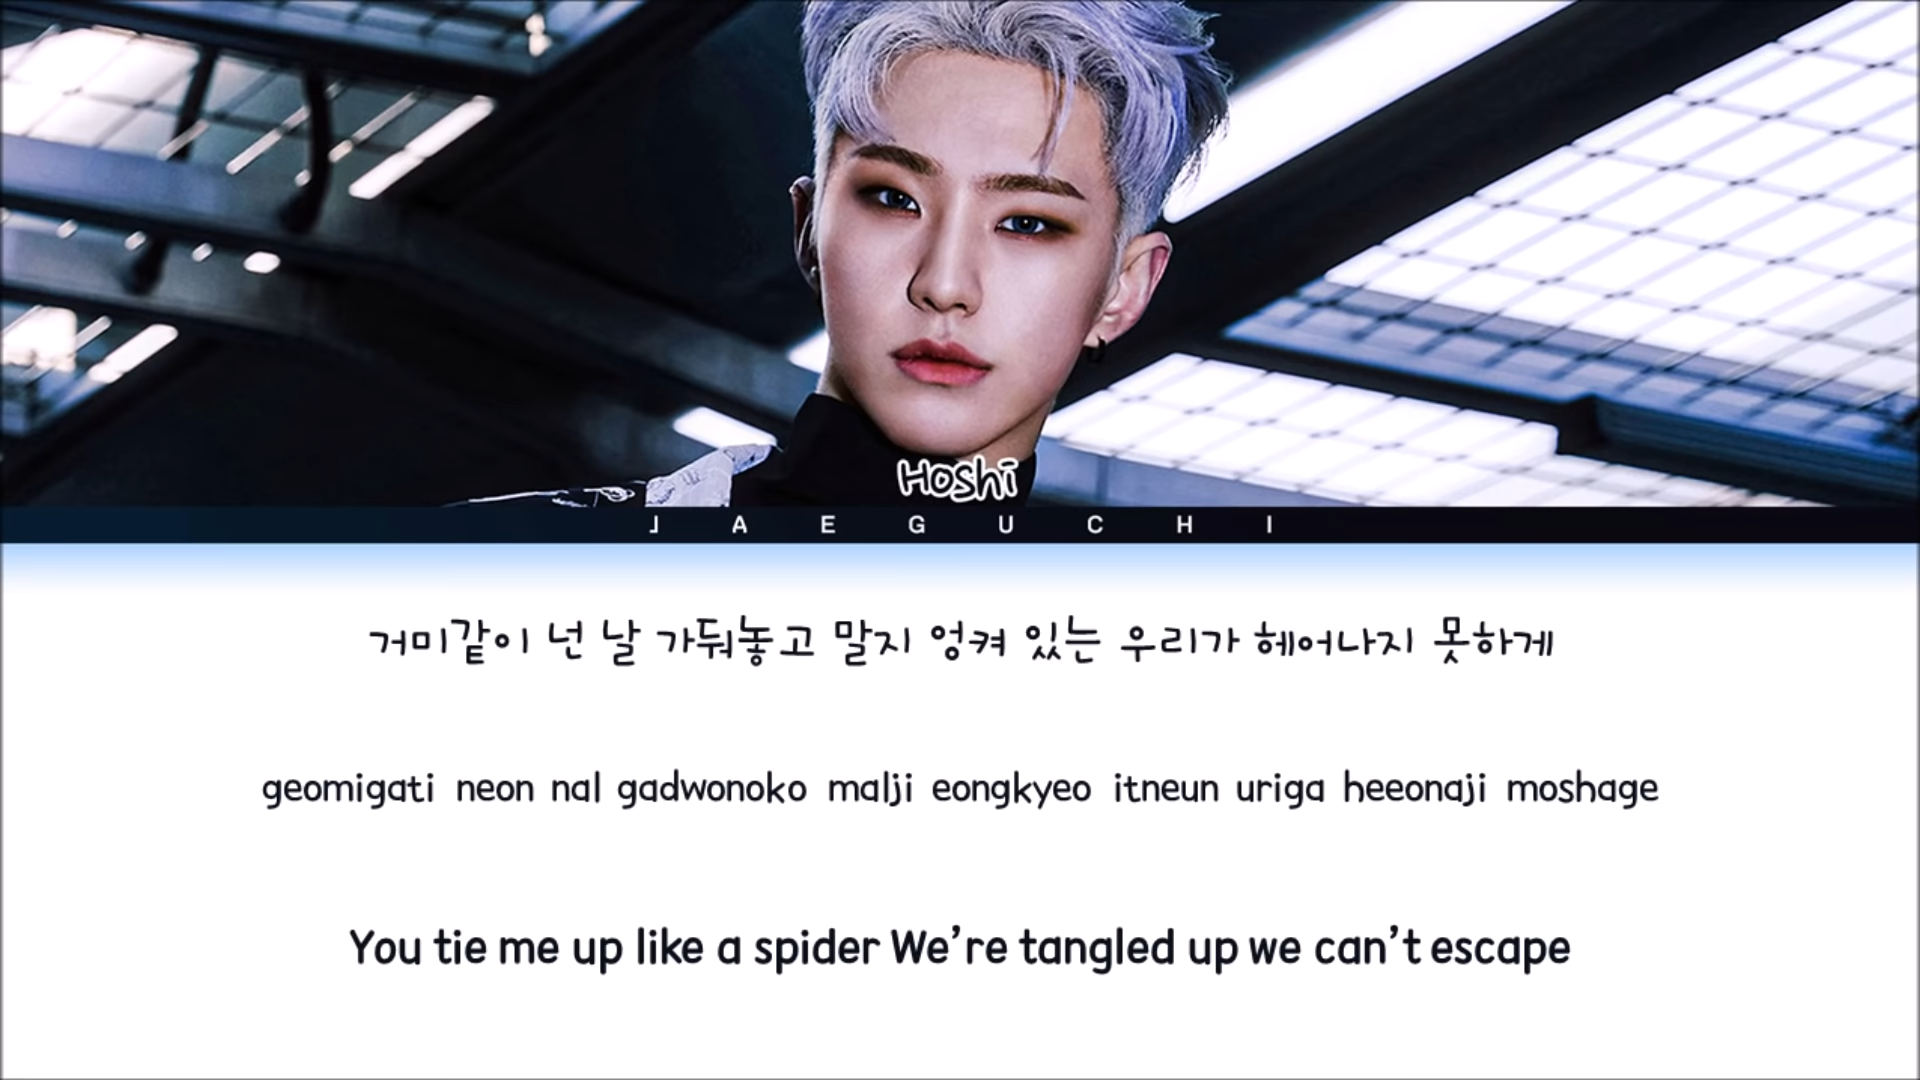 Hoshi
JAEGUCHI
거미같이 넌 날 가둬놓고 말지 엉켜 있는 우리가 헤어나지 못하게
geomigati neon nal gadwonoko malji eongkyeo itneun uriga heeonaji moshage
You tie me up like a spider We're tangled up we can't escape